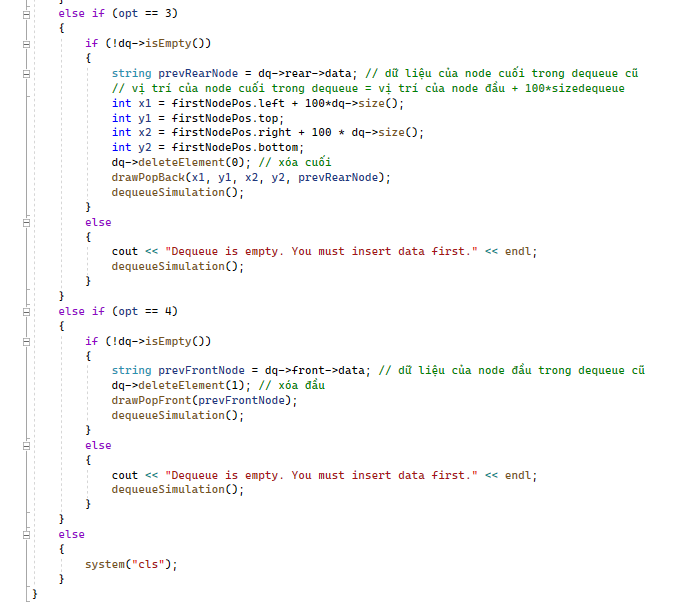 }
else if (opt == 3)
{
if (!dq->isEmpty())
{
string prevRearNode = dq->rear->data; // dữ liệu của node cuối trong dequeue cũ
// vị trí của node cuối trong dequeue = vị trí của node đầu + 100*sizedequeue
int x1 = firstNodePos.left + 100*dq->size();
int y1 = firstNodePos.top;
int x2 = firstNodePos.right + 100 * dq->size();
int y2 = firstNodePos.bottom;
dq->deleteElement(0); // xóa cuối
drawPopBack(x1, y1, x2, y2, prevRearNode);
dequeueSimulation();
}
else
{
cout << "Dequeue is empty. You must insert data first." << endl;
dequeueSimulation();
}
}
else if (opt == 4)
{
if (!dq->isEmpty())
{
string prevFrontNode = dq->front->data; // dữ liệu của node đầu trong dequeue cũ
dq->deleteElement(1); // xóa đầu
drawPopFront(prevFrontNode);
dequeueSimulation();
}
else
{
cout << "Dequeue is empty. You must insert data first." << endl;
dequeueSimulation();
}
}
else
{
system("cls");
}
}